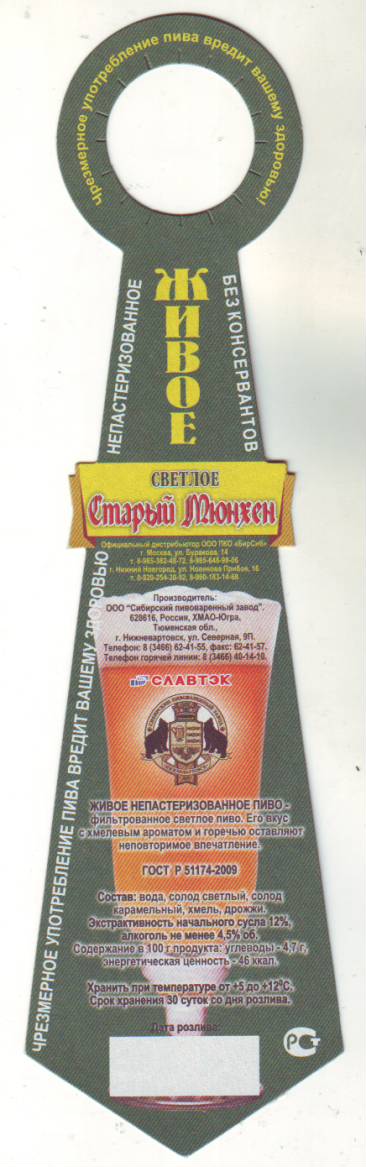 Чрезмерное употребление пива вредит вашему здоровью!
НЕПАСТЕРИЗОВАННОЕ
ЖИВОЕ
БЕЗ КОНСЕРВАНТОВ
СВЕТЛОЕ
Старый Мюнхен
Официальный дистрибьютор ООО ПКО «БирСиб»
г. Москва, ул. Буракова, 14
г. Нижний Новгород, ул. Новикова Прибоя, 16
Производитель:
ООО "Сибирский пивоваренный завод".
628616, Россия, ХМАО-Югра,
Тюменская обл.,
г. Нижневартовск, ул. Северная, 9П.
Телефон: 8 (3466) 62-41-55, факс: 62-41-57.
Телефон горячей линии: 8 (3466) 40-14-10.
СЛАВТЭК
ЧРЕЗМЕРНОЕ УПОТРЕБЛЕНИЕ ПИВА ВРЕДИТ ВАШЕМУ ЗДОРОВЬЮ
ЖИВОЕ НЕПАСТЕРИЗОВАННОЕ ПИВО -
фильтрованное светлое пиво. Его вкус
с хмелевым ароматом и горечью оставляют
неповторимое впечатление.
ГОСТ Р 51174-2009
Состав: вода, солод светлый, солод
карамельный, хмель, дрожжи.
Экстрактивность начального сусла 12%,
алкоголь не менее 4,5% об.
Содержание в 100 г продукта: углеводы - 4,7 г,
энергетическая ценность - 46 ккал.
Хранить при температуре от +5 до +12°С.
Срок хранения 30 суток со дня розлива.
Дата розлива:
РСТ